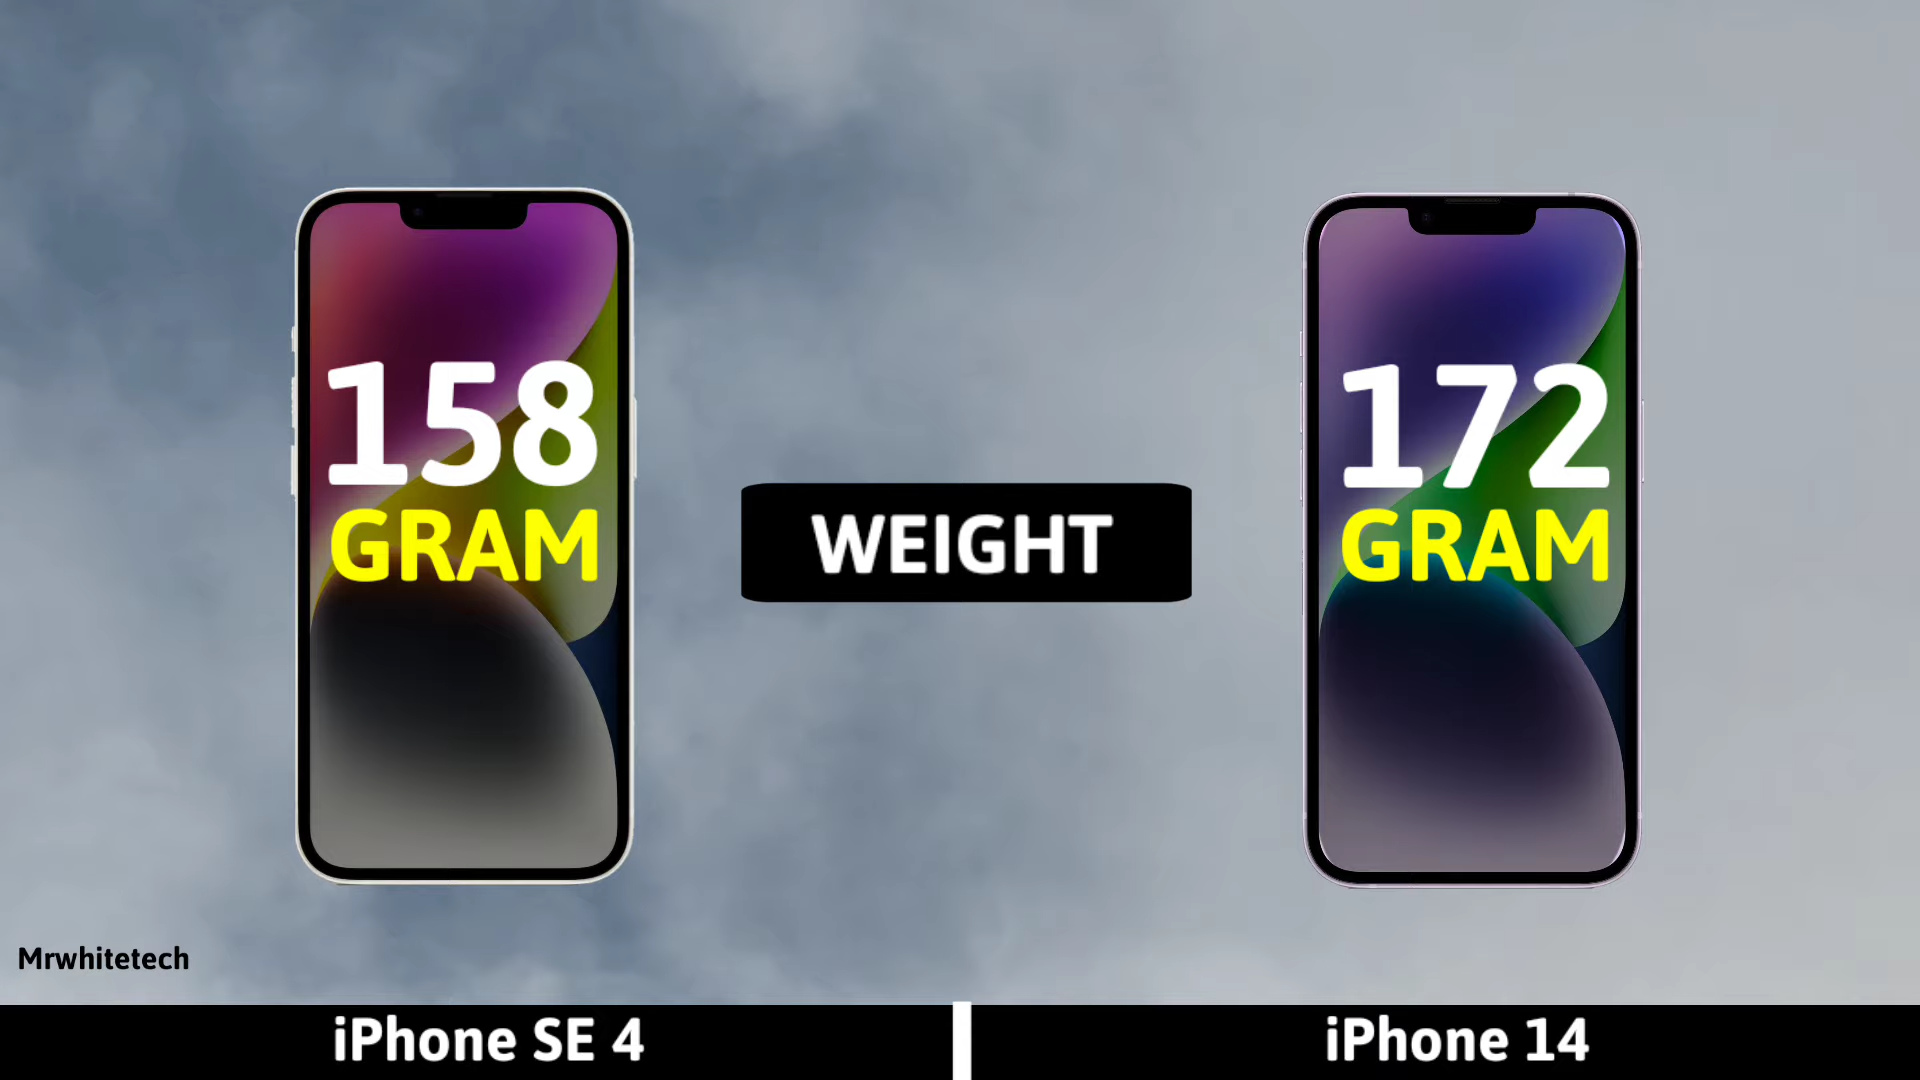 158
GRAM
WEIGHT
172
GRAM
Mrwhitetech
iPhone SE 4
iPhone 14